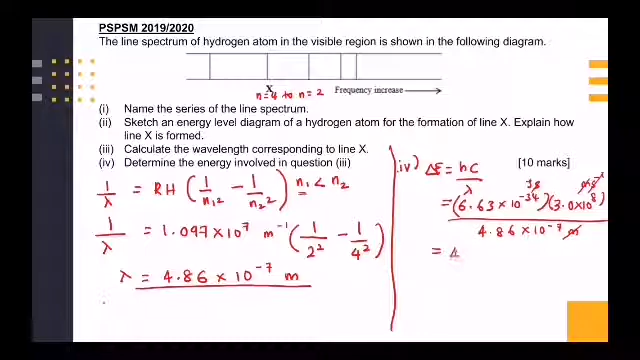 PSPSM 2019/2020
The line spectrum of hydrogen atom in the visible region is shown in the following diagram.
X
n=4 to n=2
Frequency increase
(i) Name the series of the line spectrum.
(ii) Sketch an energy level diagram of a hydrogen atom for the formation of line X. Explain how
line X is formed.
(iii) Calculate the wavelength corresponding to line X.
(iv) Determine the energy involved in question (iii)
[10 marks]
1/λ = RH (1/n₁² − 1/n₂²) n₁ < n₂
1/λ = 1.097 × 10⁷ m⁻¹ (1/2² − 1/4²)
λ = 4.86 × 10⁻⁷ m
iv) ΔE = hc/λ
= (6.63 × 10⁻³⁴ Js)(3.0×10⁸ ms⁻¹)
4.86 × 10⁻⁷ m
= 4